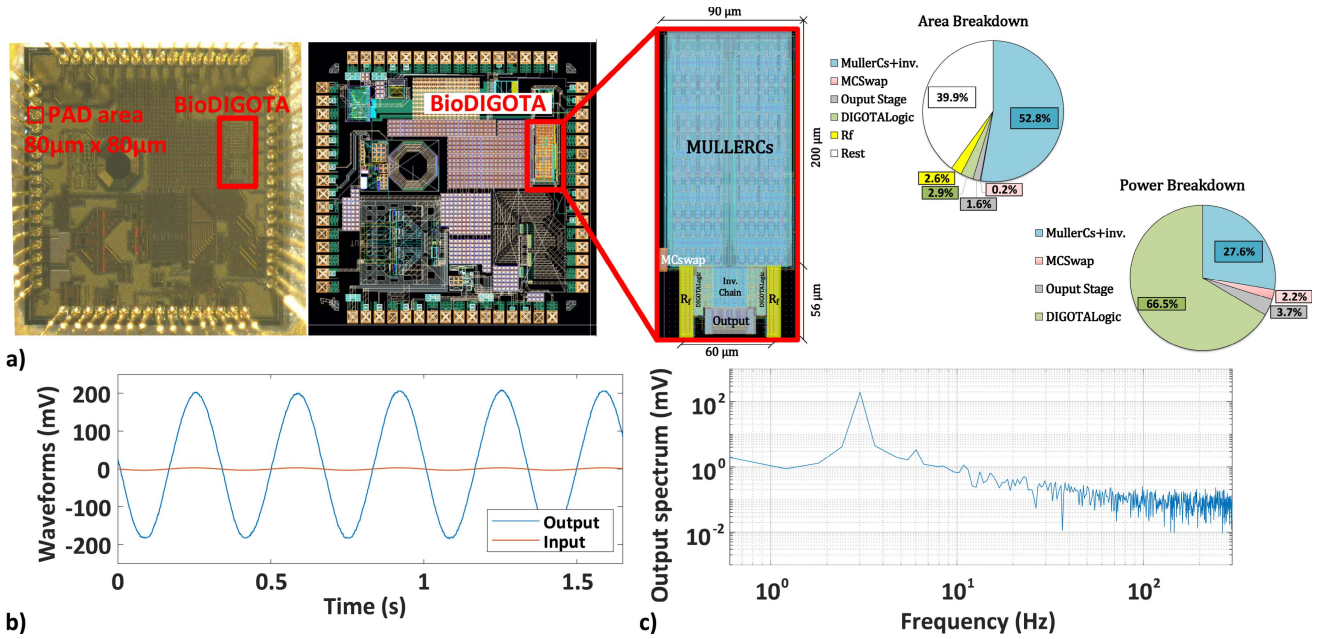 BioDIGOTA
PAD area
80µm x 80µm
BioDIGOTA
90 µm
MULLERCs
200 µm
MCswap
Rf
DIGOTALogic
Inv.
Chain
DIGOTALogic
Rf
Output
56 µm
60 µm
Area Breakdown
MullerCs+inv.
MCSwap
Ouput Stage
DIGOTALogic
Rf
Rest
39.9%
52.8%
2.6%
2.9%
1.6%
0.2%
Power Breakdown
MullerCs+inv.
MCSwap
Ouput Stage
DIGOTALogic
27.6%
2.2%
3.7%
66.5%
a)
Waveforms (mV)
200
100
0
-100
-200
0
0.5
1
1.5
Output
Input
Time (s)
b)
Output spectrum (mV)
10²
10⁰
10⁻²
10⁰
10¹
10²
Frequency (Hz)
c)